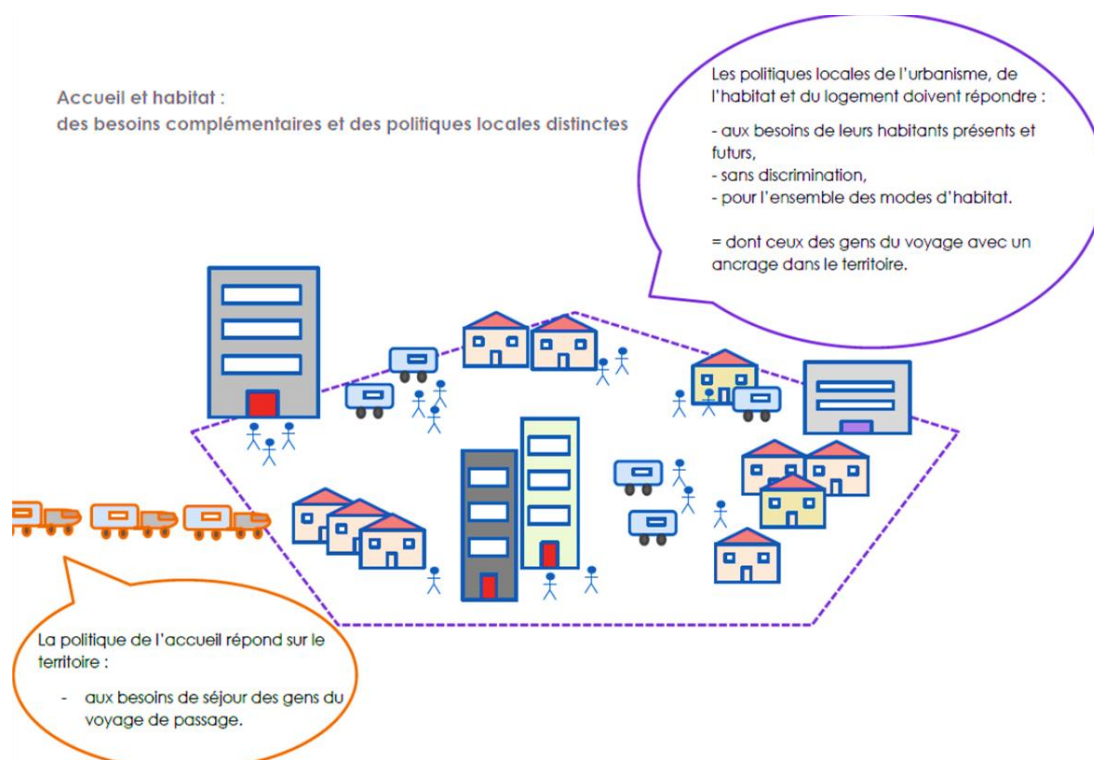 Accueil et habitat :
des besoins complémentaires et des politiques locales distinctes
Les politiques locales de l’urbanisme, de
l’habitat et du logement doivent répondre :
- aux besoins de leurs habitants présents et
futurs,
- sans discrimination,
- pour l’ensemble des modes d’habitat.
= dont ceux des gens du voyage avec un
ancrage dans le territoire.
La politique de l’accueil répond sur le
territoire :
- aux besoins de séjour des gens du
voyage de passage.